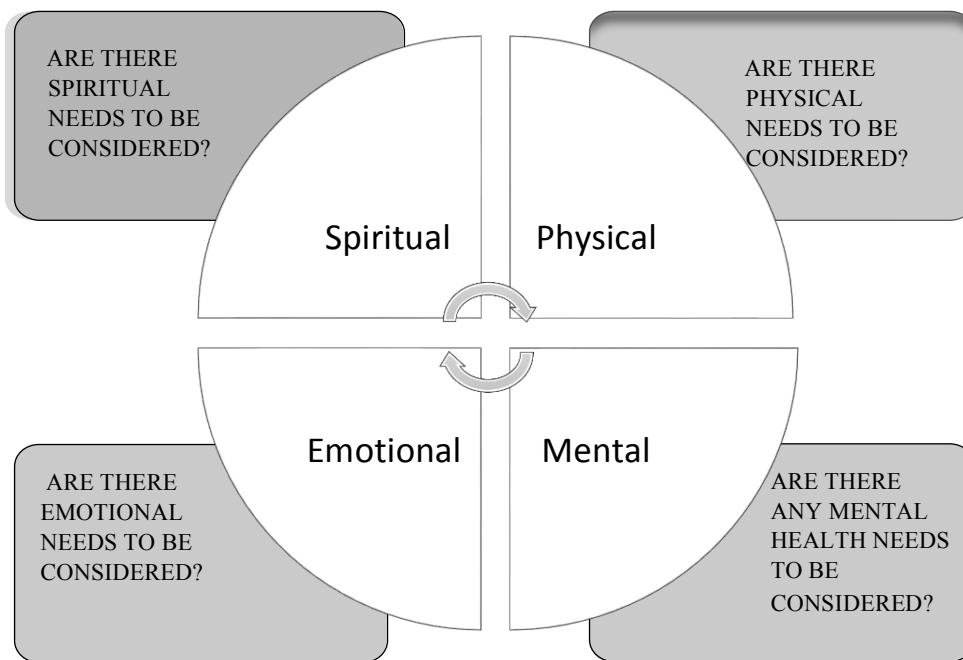 ARE THERE
SPIRITUAL
NEEDS TO BE
CONSIDERED?
ARE THERE
PHYSICAL
NEEDS TO BE
CONSIDERED?
Spiritual
Physical
Emotional
Mental
ARE THERE
EMOTIONAL
NEEDS TO BE
CONSIDERED?
ARE THERE
ANY MENTAL
HEALTH NEEDS
TO BE
CONSIDERED?